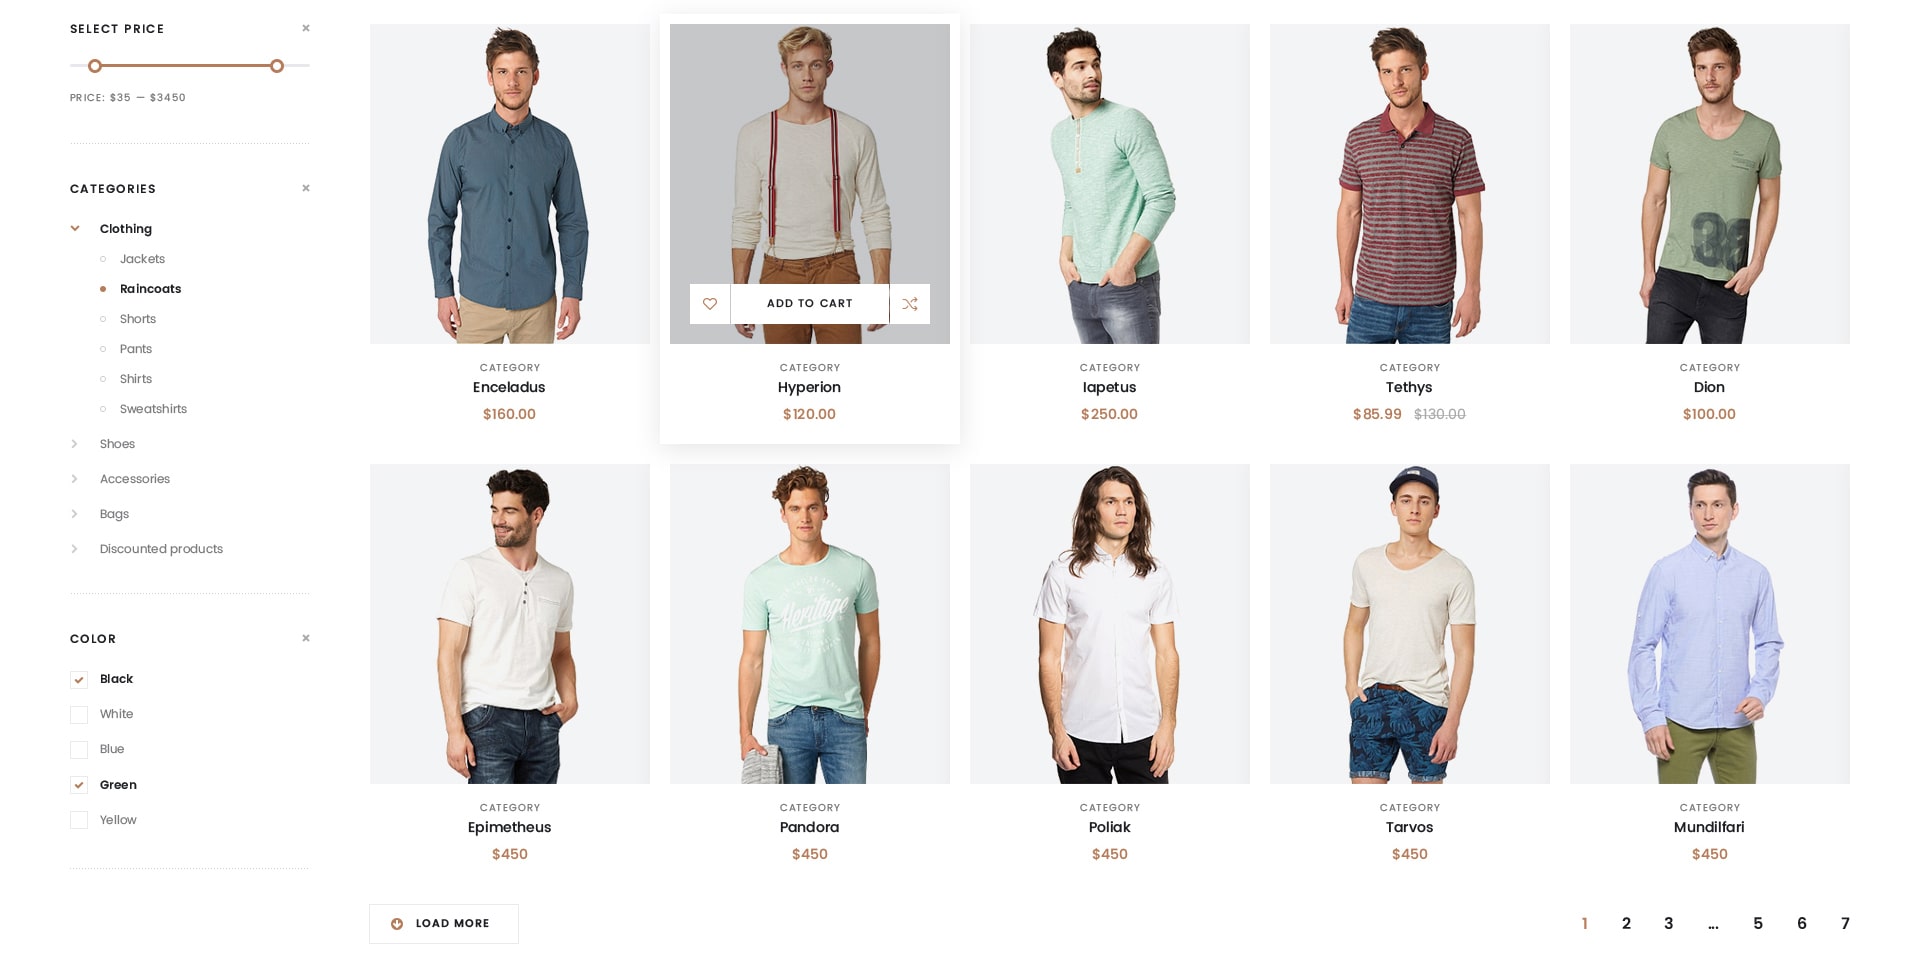 SELECT PRICE
PRICE: $35 — $3450
CATEGORIES
Clothing
Jackets
Raincoats
Shorts
Pants
Shirts
Sweatshirts
Shoes
Accessories
Bags
Discounted products
COLOR
Black
White
Blue
Green
Yellow
ADD TO CART
CATEGORY
Enceladus
$160.00
CATEGORY
Hyperion
$120.00
CATEGORY
Iapetus
$250.00
CATEGORY
Tethys
$85.99 $130.00
CATEGORY
Dion
$100.00
Heritage
CATEGORY
Epimetheus
$450
CATEGORY
Pandora
$450
CATEGORY
Poliak
$450
CATEGORY
Tarvos
$450
CATEGORY
Mundilfari
$450
LOAD MORE
1 2 3 ... 5 6 7